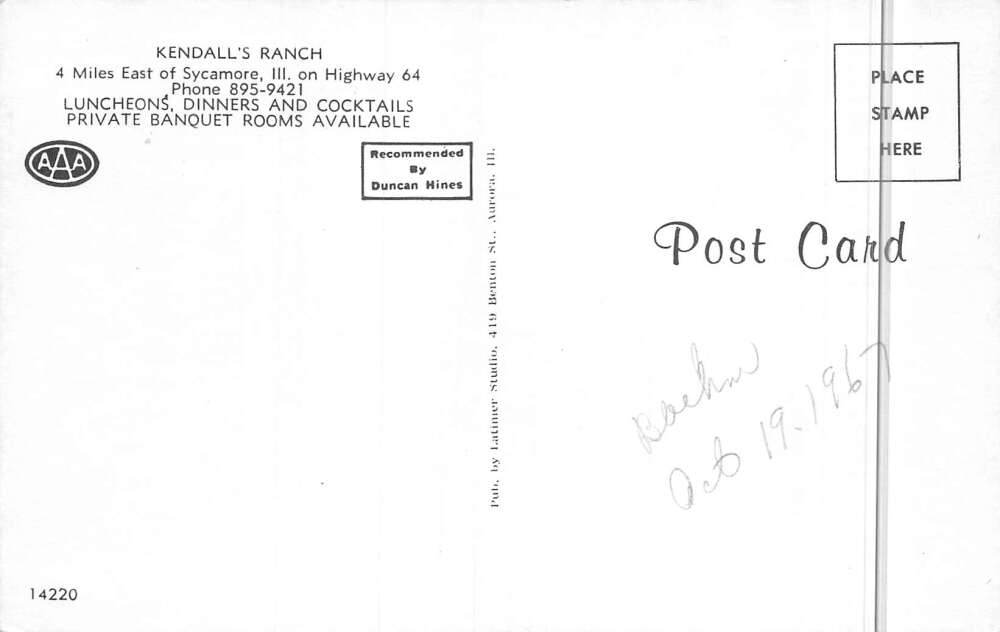 KENDALL'S RANCH
4 Miles East of Sycamore, Ill. on Highway 64
Phone 895-9421
LUNCHEONS, DINNERS AND COCKTAILS
PRIVATE BANQUET ROOMS AVAILABLE
AAA
Recommended
By
Duncan Hines
Pub. by Latimer Studio, 419 Benton St., Aurora, Ill.
PLACE
STAMP
HERE
Post Card
Boehm
Oct 19-1967
14220